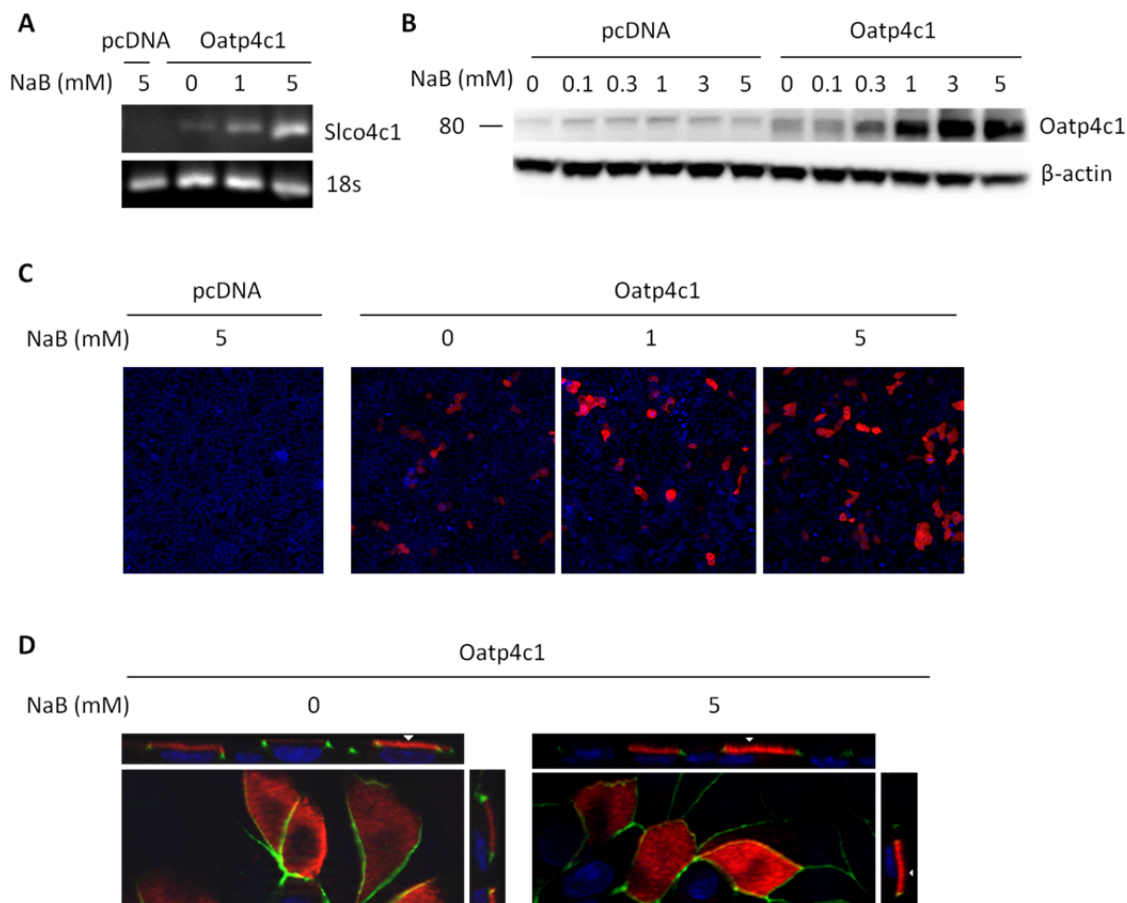 A
pcDNA Oatp4c1
NaB (mM) 5 0 1 5
Slco4c1
18s
B
pcDNA Oatp4c1
NaB (mM) 0 0.1 0.3 1 3 5 0 0.1 0.3 1 3 5
80 Oatp4c1
β-actin
C
pcDNA Oatp4c1
NaB (mM) 5 0 1 5
D
Oatp4c1
NaB (mM) 0 5